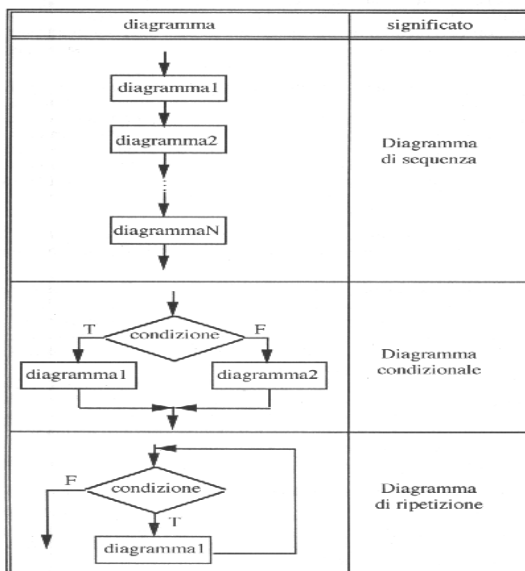 diagramma significato
diagramma1
diagramma2
diagrammaN
Diagramma
di sequenza
T condizione F
diagramma1 diagramma2
Diagramma
condizionale
F condizione
T
diagramma1
Diagramma
di ripetizione